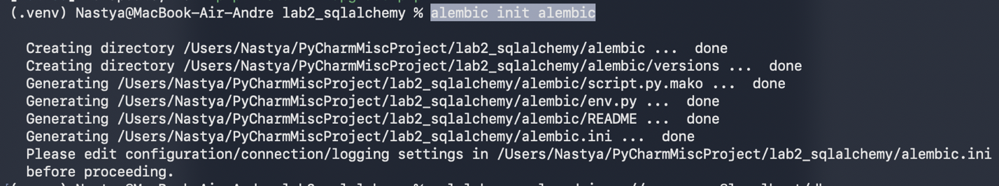 (.venv) Nastya@MacBook-Air-Andre lab2_sqlalchemy % alembic init alembic
Creating directory /Users/Nastya/PyCharmMiscProject/lab2_sqlalchemy/alembic ...  done
Creating directory /Users/Nastya/PyCharmMiscProject/lab2_sqlalchemy/alembic/versions ...  done
Generating /Users/Nastya/PyCharmMiscProject/lab2_sqlalchemy/alembic/script.py.mako ...  done
Generating /Users/Nastya/PyCharmMiscProject/lab2_sqlalchemy/alembic/env.py ...  done
Generating /Users/Nastya/PyCharmMiscProject/lab2_sqlalchemy/alembic/README ...  done
Generating /Users/Nastya/PyCharmMiscProject/lab2_sqlalchemy/alembic.ini ...  done
Please edit configuration/connection/logging settings in /Users/Nastya/PyCharmMiscProject/lab2_sqlalchemy/alembic.ini
before proceeding.